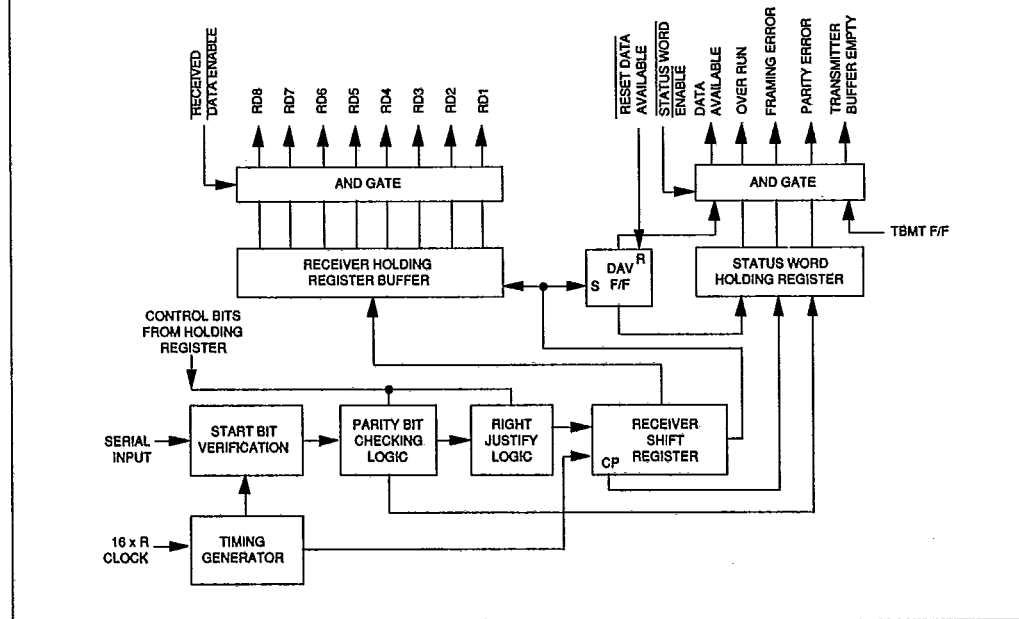 RECEIVED
DATA ENABLE
RD8
RD7
RD6
RD5
RD4
RD3
RD2
RD1
RESET DATA
AVAILABLE
STATUS WORD
ENABLE
DATA
AVAILABLE
OVER RUN
FRAMING ERROR
PARITY ERROR
TRANSMITTER
BUFFER EMPTY
AND GATE
AND GATE
TBMT F/F
RECEIVER HOLDING
REGISTER BUFFER
R
DAV
S F/F
STATUS WORD
HOLDING REGISTER
CONTROL BITS
FROM HOLDING
REGISTER
SERIAL
INPUT
START BIT
VERIFICATION
PARITY BIT
CHECKING
LOGIC
RIGHT
JUSTIFY
LOGIC
RECEIVER
SHIFT
REGISTER
CP
16 x R
CLOCK
TIMING
GENERATOR